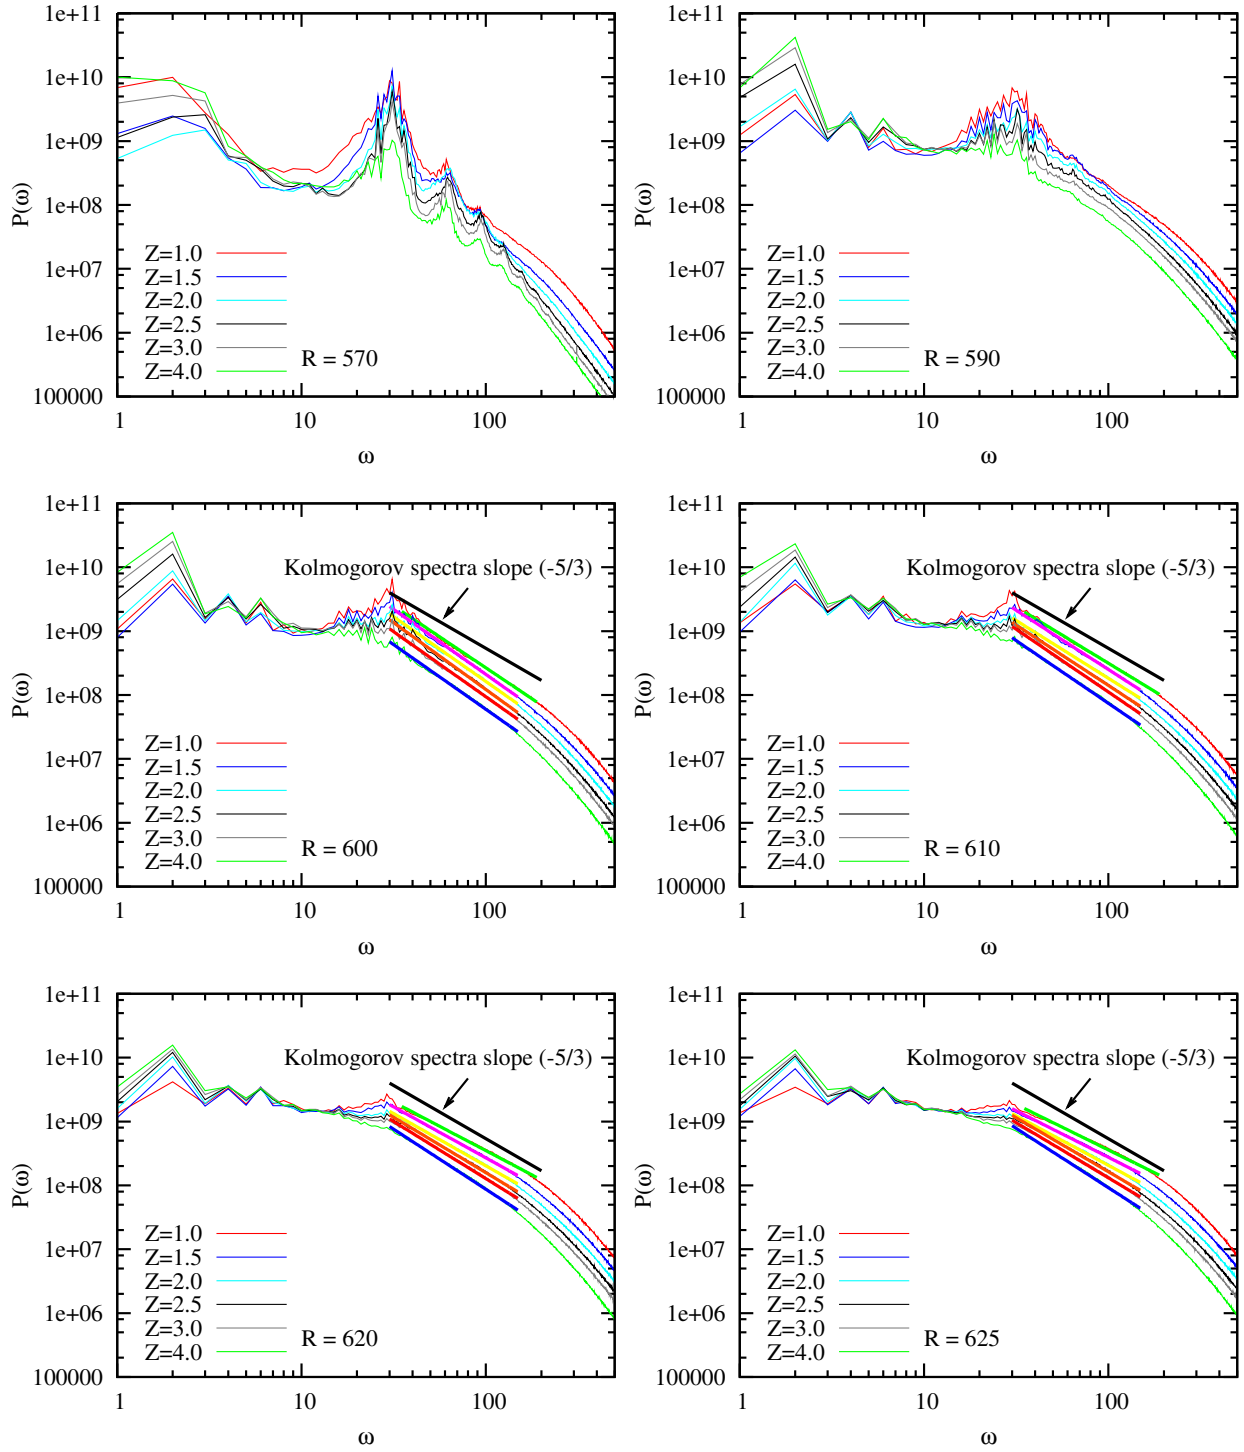 1e+11
1e+10
1e+09
1e+08
1e+07
1e+06
100000
P(ω)
Z=1.0
Z=1.5
Z=2.0
Z=2.5
Z=3.0
Z=4.0
R = 570
1 10 100
ω
1e+11
1e+10
1e+09
1e+08
1e+07
1e+06
100000
P(ω)
Z=1.0
Z=1.5
Z=2.0
Z=2.5
Z=3.0
Z=4.0
R = 590
1 10 100
ω
1e+11
1e+10
1e+09
1e+08
1e+07
1e+06
100000
P(ω)
Kolmogorov spectra slope (-5/3)
Z=1.0
Z=1.5
Z=2.0
Z=2.5
Z=3.0
Z=4.0
R = 600
1 10 100
ω
1e+11
1e+10
1e+09
1e+08
1e+07
1e+06
100000
P(ω)
Kolmogorov spectra slope (-5/3)
Z=1.0
Z=1.5
Z=2.0
Z=2.5
Z=3.0
Z=4.0
R = 610
1 10 100
ω
1e+11
1e+10
1e+09
1e+08
1e+07
1e+06
100000
P(ω)
Kolmogorov spectra slope (-5/3)
Z=1.0
Z=1.5
Z=2.0
Z=2.5
Z=3.0
Z=4.0
R = 620
1 10 100
ω
1e+11
1e+10
1e+09
1e+08
1e+07
1e+06
100000
P(ω)
Kolmogorov spectra slope (-5/3)
Z=1.0
Z=1.5
Z=2.0
Z=2.5
Z=3.0
Z=4.0
R = 625
1 10 100
ω